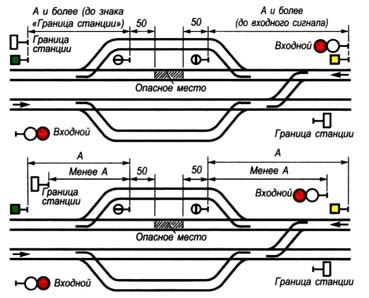 А и более (до знака
«Граница станции»)
50
50
А и более
(до входного сигнала)
Граница
станции
Входной
Опасное место
Входной
Граница
станции
А
А
Менее А
50
50
Менее А
Граница
станции
Входной
Опасное место
Входной
Граница
станции